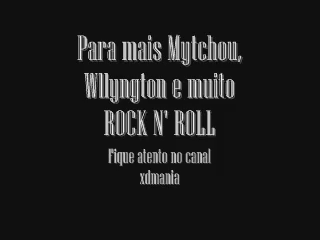 Para mais Mytchou,
Wllyngton e muito
ROCK N' ROLL
Fique atento no canal
xdmania